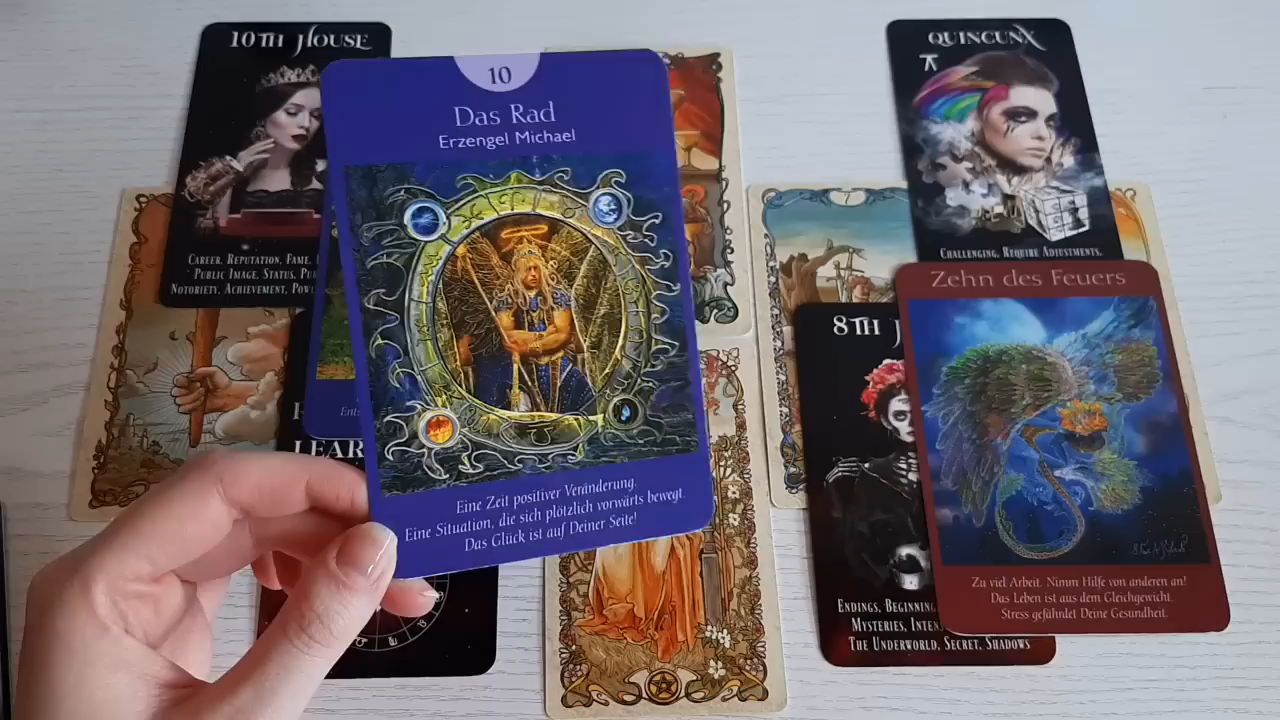 10TH HOUSE
CAREER, REPUTATION, FAME,
PUBLIC IMAGE, STATUS,
NOTORIETY, ACHIEVEMENT,
10
Das Rad
Erzengel Michael
Eine Zeit positiver Veränderung.
Eine Situation, die sich plötzlich vorwärts bewegt.
Das Glück ist auf Deiner Seite!
QUINCUNX
CHALLENGING, REQUIRE ADJUSTMENTS.
8TH
ENDINGS,
MYSTERIES,
THE UNDERWORLD, SECRET, SHADOWS
Zehn des Feuers
Zu viel Arbeit. Nimm Hilfe von anderen an!
Das Leben ist aus dem Gleichgewicht.
Stress gefährdet Deine Gesundheit.